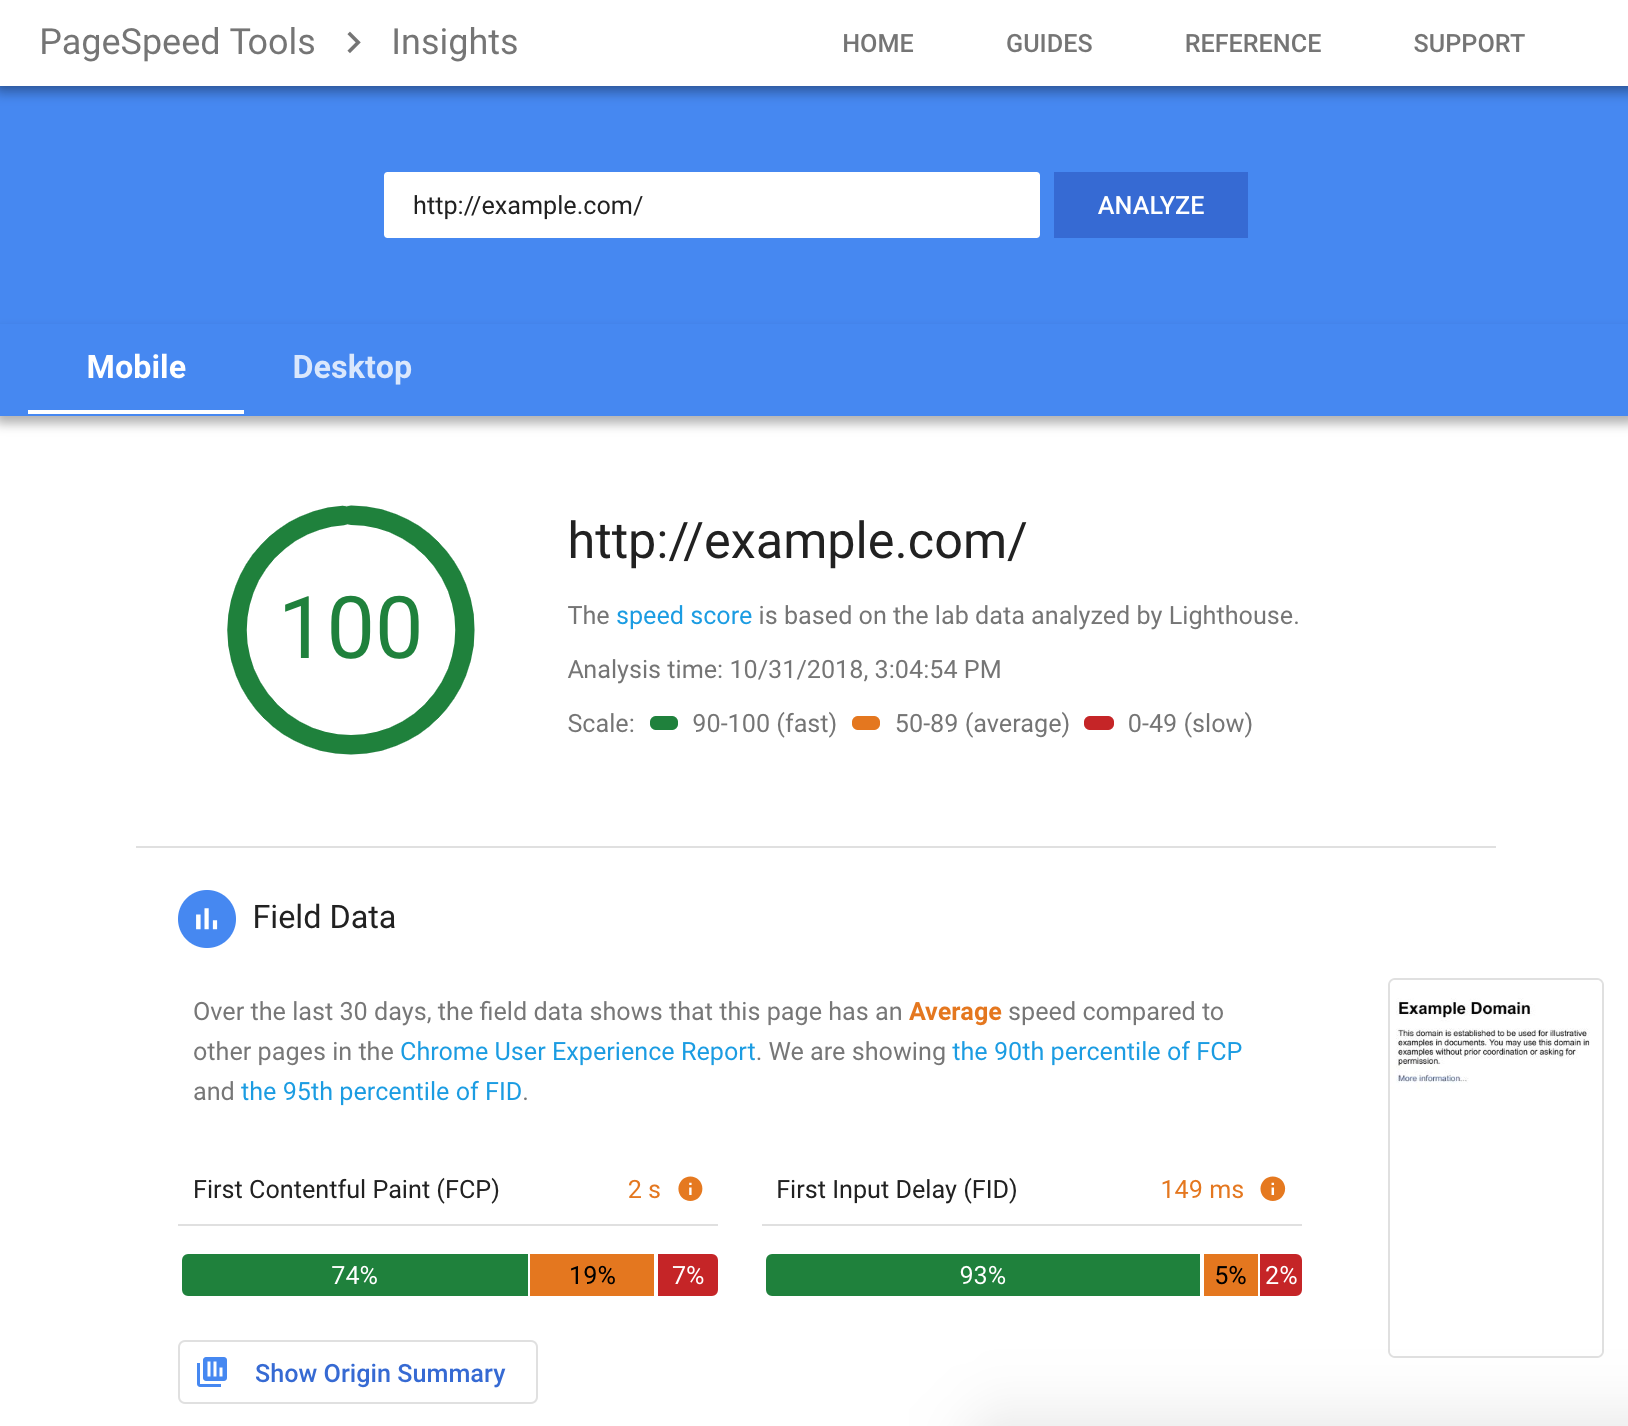 PageSpeed Tools > Insights HOME GUIDES REFERENCE SUPPORT
http://example.com/ ANALYZE
Mobile Desktop
100
http://example.com/
The speed score is based on the lab data analyzed by Lighthouse.
Analysis time: 10/31/2018, 3:04:54 PM
Scale: 90-100 (fast) 50-89 (average) 0-49 (slow)
Field Data
Over the last 30 days, the field data shows that this page has an Average speed compared to
other pages in the Chrome User Experience Report. We are showing the 90th percentile of FCP
and the 95th percentile of FID.
First Contentful Paint (FCP) 2 s
74% 19% 7%
First Input Delay (FID) 149 ms
93% 5% 2%
Show Origin Summary
Example Domain
This domain is established to be used for illustrative
examples in documents. You may use this domain in
examples without prior coordination or asking for
permission.
More information...